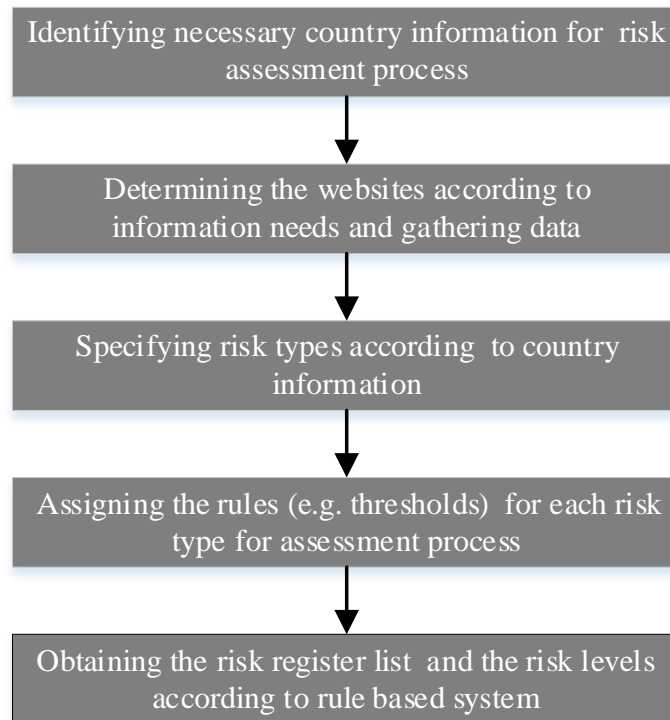 Identifying necessary country information for risk
assessment process
Determining the websites according to
information needs and gathering data
Specifying risk types according to country
information
Assigning the rules (e.g. thresholds) for each risk
type for assessment process
Obtaining the risk register list and the risk levels
according to rule based system